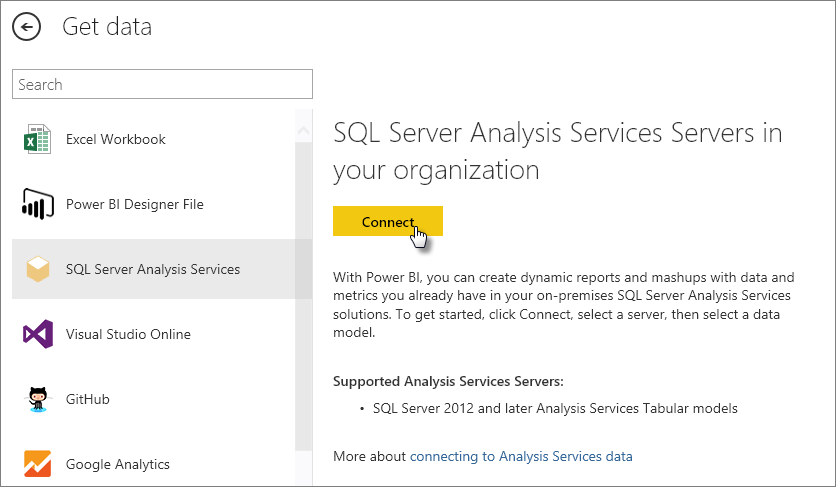 Get data
Search
Excel Workbook
Power BI Designer File
SQL Server Analysis Services
Visual Studio Online
GitHub
Google Analytics
SQL Server Analysis Services Servers in
your organization
Connect
With Power BI, you can create dynamic reports and mashups with data and
metrics you already have in your on-premises SQL Server Analysis Services
solutions. To get started, click Connect, select a server, then select a data
model.
Supported Analysis Services Servers:
• SQL Server 2012 and later Analysis Services Tabular models
More about connecting to Analysis Services data